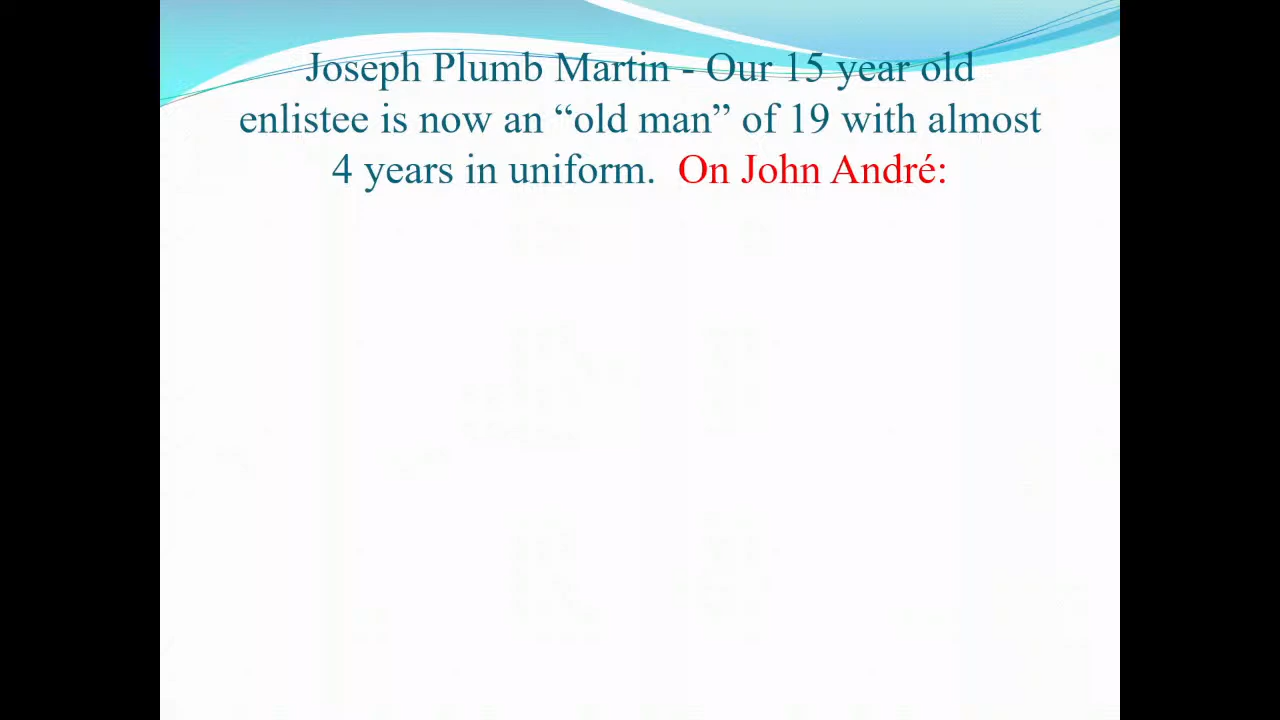 Joseph Plumb Martin - Our 15 year old
enlistee is now an “old man” of 19 with almost
4 years in uniform.  On John André: